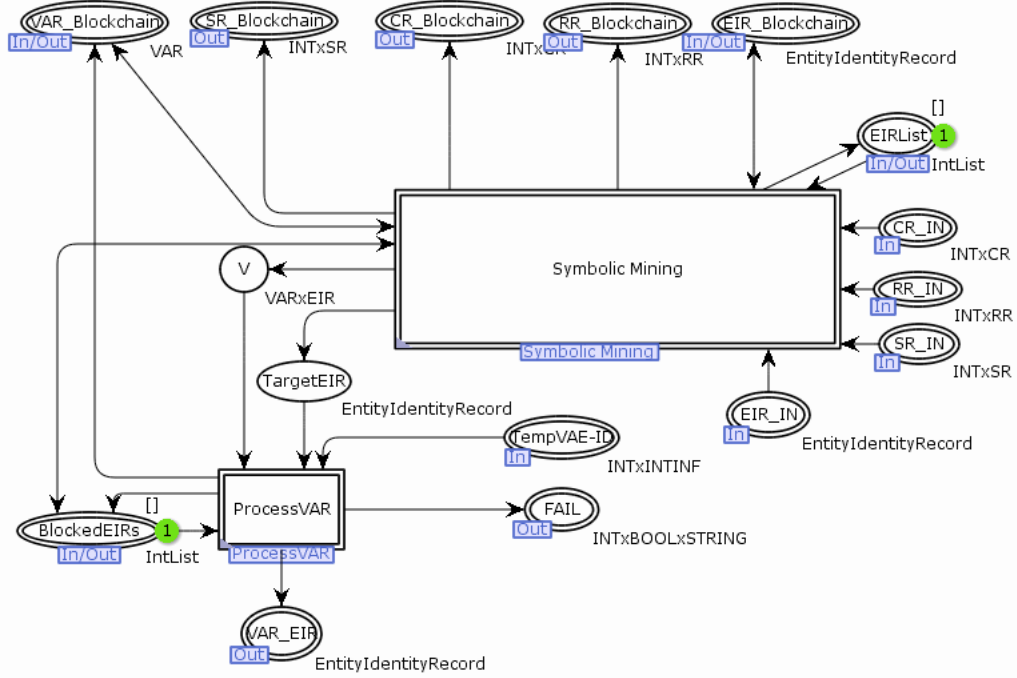 VAR_Blockchain
In/Out
VAR
SR_Blockchain
Out
INTxSR
CR_Blockchain
Out
INTxCR
RR_Blockchain
Out
INTxRR
EIR_Blockchain
In/Out
EntityIdentityRecord
[]
EIRList
1
In/Out
IntList
CR_IN
In
INTxCR
RR_IN
In
INTxRR
SR_IN
In
INTxSR
Symbolic Mining
Symbolic Mining
V
VARxEIR
TargetEIR
EntityIdentityRecord
EIR_IN
In
EntityIdentityRecord
TempVAE-ID
In
INTxINTINF
ProcessVAR
ProcessVAR
FAIL
Out
INTxBOOLxSTRING
[]
BlockedEIRs
1
In/Out
IntList
VAR_EIR
Out
EntityIdentityRecord